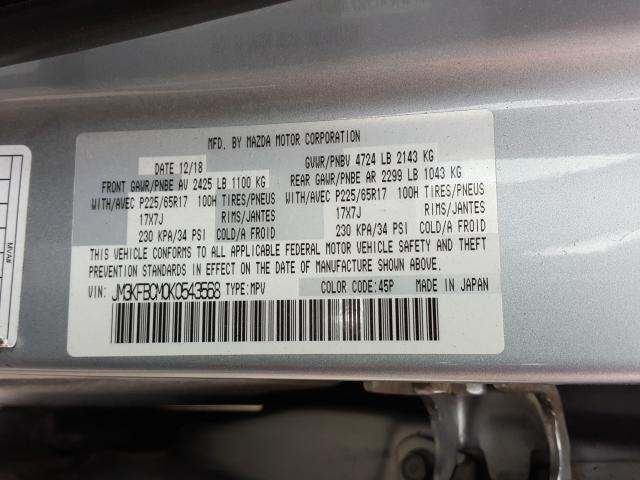 MFD. BY MAZDA MOTOR CORPORATION
DATE 12/18 GVWR/PNBV 4724 LB 2143 KG
FRONT GAWR/PNBE AV 2425 LB 1100 KG REAR GAWR/PNBE AR 2299 LB 1043 KG
WITH/AVEC P225/65R17 100H TIRES/PNEUS WITH/AVEC P225/65R17 100H TIRES/PNEUS
17X7J RIMS/JANTES 17X7J RIMS/JANTES
230 KPA/34 PSI COLD/A FROID 230 KPA/34 PSI COLD/A FROID
THIS VEHICLE CONFORMS TO ALL APPLICABLE FEDERAL MOTOR VEHICLE SAFETY AND THEFT
PREVENTION STANDARDS IN EFFECT ON THE DATE OF MANUFACTURE SHOWN ABOVE.
VIN: JM3KFBCM0K0543568 TYPE:MPV COLOR CODE:45P MADE IN JAPAN
MVA#